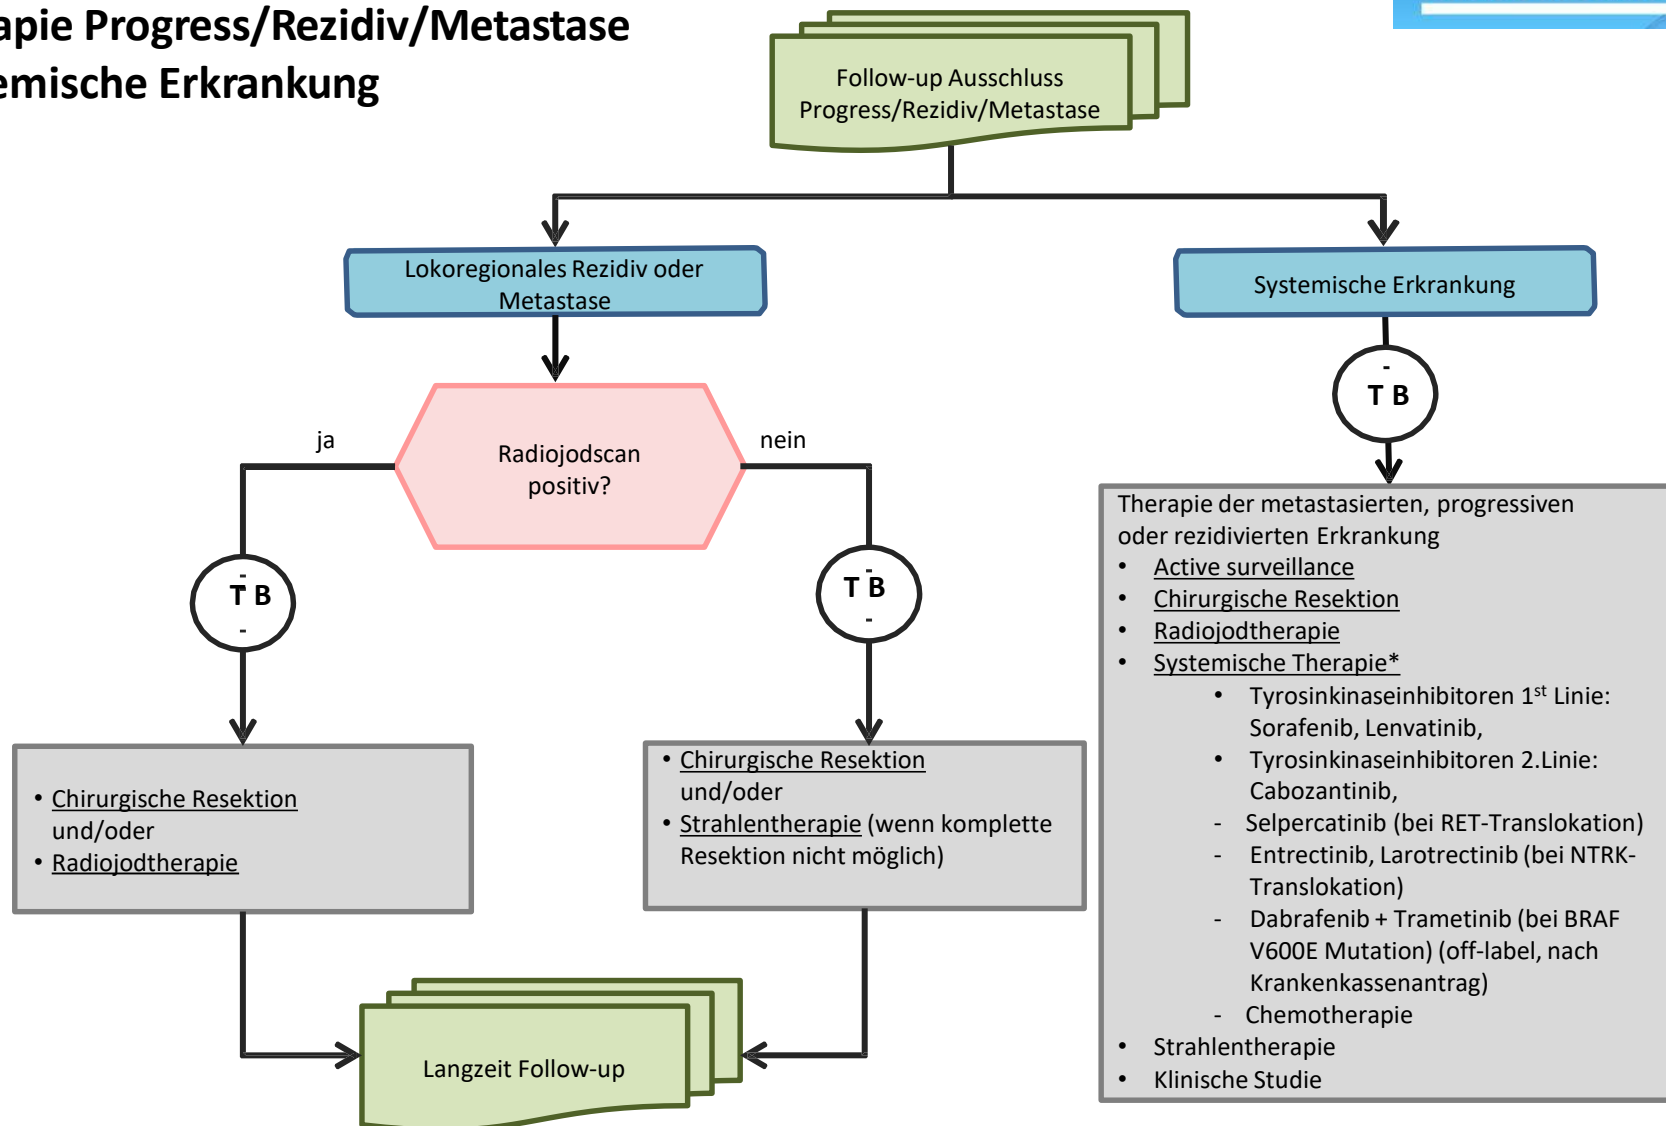 apie Progress/Rezidiv/Metastase
emische Erkrankung
Follow-up Ausschluss
Progress/Rezidiv/Metastase
Lokoregionales Rezidiv oder
Metastase
Systemische Erkrankung
Radiojodscan
positiv?
ja
nein
-
T B
-
-
T B
-
-
T B
• Chirurgische Resektion
und/oder
• Radiojodtherapie
• Chirurgische Resektion
und/oder
• Strahlentherapie (wenn komplette
Resektion nicht möglich)
Therapie der metastasierten, progressiven
oder rezidivierten Erkrankung
• Active surveillance
• Chirurgische Resektion
• Radiojodtherapie
• Systemische Therapie*
• Tyrosinkinaseinhibitoren 1st Linie:
Sorafenib, Lenvatinib,
• Tyrosinkinaseinhibitoren 2.Linie:
Cabozantinib,
- Selpercatinib (bei RET-Translokation)
- Entrectinib, Larotrectinib (bei NTRK-
Translokation)
- Dabrafenib + Trametinib (bei BRAF
V600E Mutation) (off-label, nach
Krankenkassenantrag)
- Chemotherapie
• Strahlentherapie
• Klinische Studie
Langzeit Follow-up